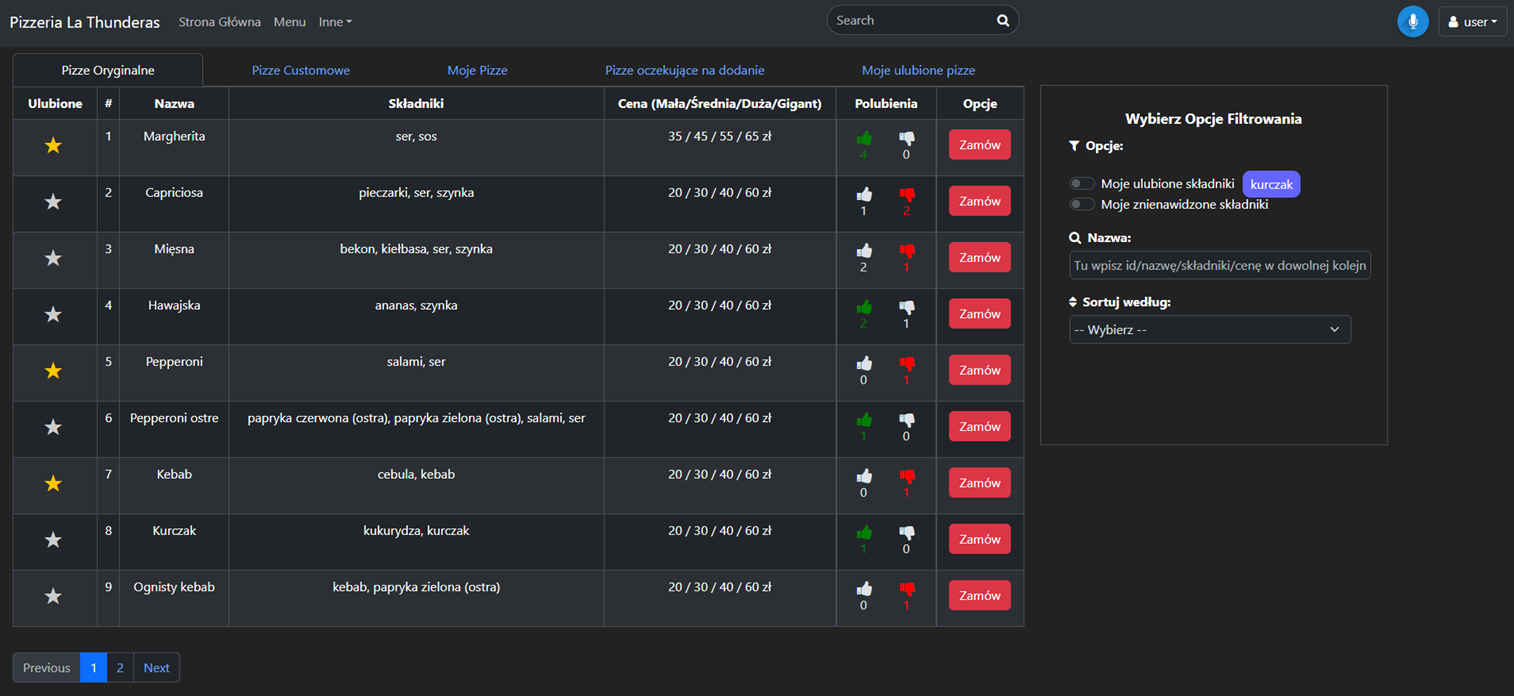 Pizzeria La Thunderas Strona Główna Menu Inne Search user
Pizze Oryginalne Pizze Customowe Moje Pizze Pizze oczekujące na dodanie Moje ulubione pizze
Ulubione # Nazwa Składniki Cena (Mała/Średnia/Duża/Gigant) Polubienia Opcje
1 Margherita ser, sos 35 / 45 / 55 / 65 zł 4 0 Zamów
2 Capriciosa pieczarki, ser, szynka 20 / 30 / 40 / 60 zł 1 2 Zamów
3 Mięsna bekon, kiełbasa, ser, szynka 20 / 30 / 40 / 60 zł 2 1 Zamów
4 Hawajska ananas, szynka 20 / 30 / 40 / 60 zł 2 1 Zamów
5 Pepperoni salami, ser 20 / 30 / 40 / 60 zł 0 1 Zamów
6 Pepperoni ostre papryka czerwona (ostra), papryka zielona (ostra), salami, ser 20 / 30 / 40 / 60 zł 1 0 Zamów
7 Kebab cebula, kebab 20 / 30 / 40 / 60 zł 0 1 Zamów
8 Kurczak kukurydza, kurczak 20 / 30 / 40 / 60 zł 1 0 Zamów
9 Ognisty kebab kebab, papryka zielona (ostra) 20 / 30 / 40 / 60 zł 0 1 Zamów
Previous 1 2 Next
Wybierz Opcje Filtrowania
Opcje:
Moje ulubione składniki kurczak
Moje znienawidzone składniki
Nazwa:
Tu wpisz id/nazwę/składniki/cenę w dowolnej kolejn
Sortuj według:
-- Wybierz --